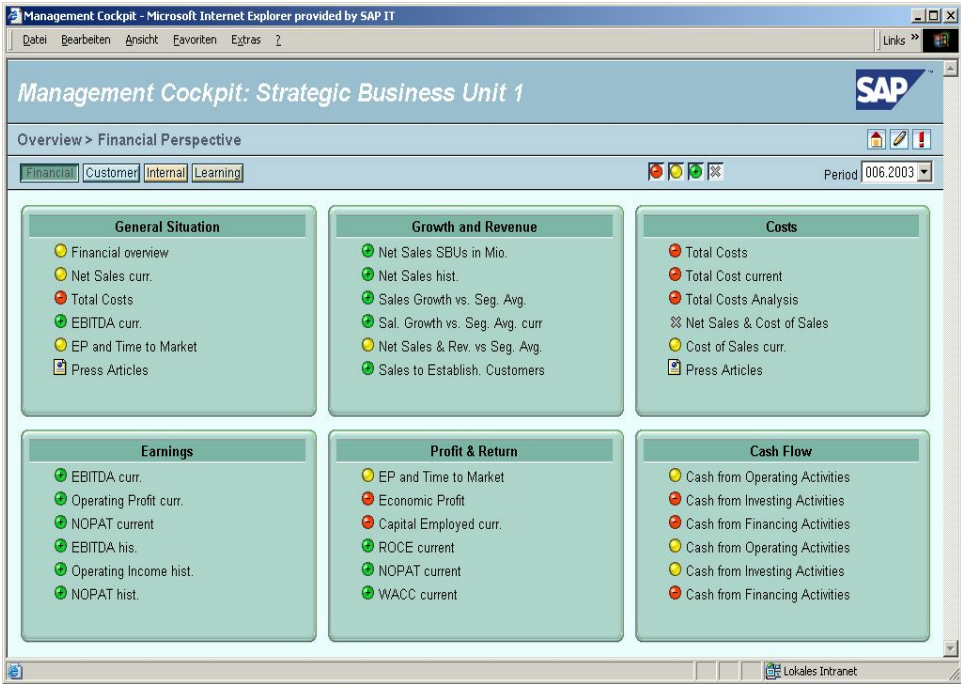 Management Cockpit - Microsoft Internet Explorer provided by SAP IT
Datei Bearbeiten Ansicht Favoriten Extras ? Links »
Management Cockpit: Strategic Business Unit 1
SAP
Overview > Financial Perspective
Financial Customer Internal Learning
Period 006.2003
General Situation
Financial overview
Net Sales curr.
Total Costs
EBITDA curr.
EP and Time to Market
Press Articles
Growth and Revenue
Net Sales SBUs in Mio.
Net Sales hist.
Sales Growth vs. Seg. Avg.
Sal. Growth vs. Seg. Avg. curr
Net Sales & Rev. vs Seg. Avg.
Sales to Establish. Customers
Costs
Total Costs
Total Cost current
Total Costs Analysis
Net Sales & Cost of Sales
Cost of Sales curr.
Press Articles
Earnings
EBITDA curr.
Operating Profit curr.
NOPAT current
EBITDA his.
Operating Income hist.
NOPAT hist.
Profit & Return
EP and Time to Market
Economic Profit
Capital Employed curr.
ROCE current
NOPAT current
WACC current
Cash Flow
Cash from Operating Activities
Cash from Investing Activities
Cash from Financing Activities
Cash from Operating Activities
Cash from Investing Activities
Cash from Financing Activities
Lokales Intranet